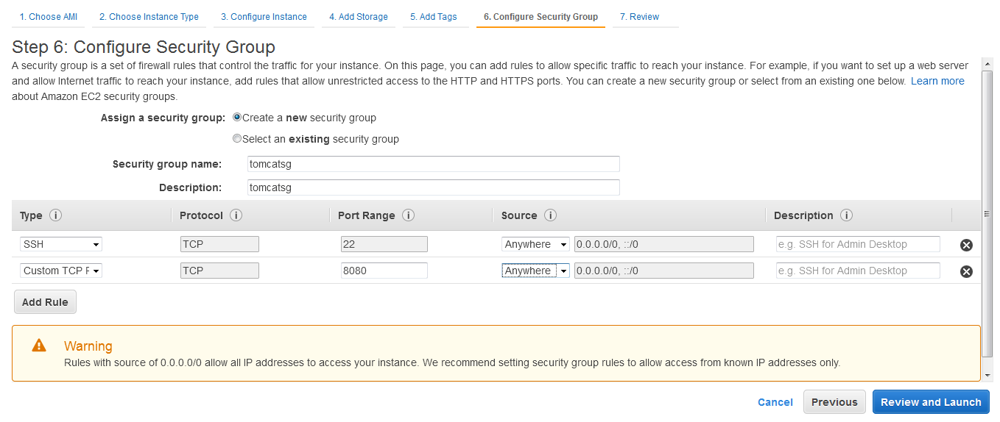 1. Choose AMI 2. Choose Instance Type 3. Configure Instance 4. Add Storage 5. Add Tags 6. Configure Security Group 7. Review
Step 6: Configure Security Group
A security group is a set of firewall rules that control the traffic for your instance. On this page, you can add rules to allow specific traffic to reach your instance. For example, if you want to set up a web server
and allow Internet traffic to reach your instance, add rules that allow unrestricted access to the HTTP and HTTPS ports. You can create a new security group or select from an existing one below. Learn more
about Amazon EC2 security groups.
Assign a security group: Create a new security group
Select an existing security group
Security group name: tomcatsg
Description: tomcatsg
Type i Protocol i Port Range i Source i Description i
SSH TCP 22 Anywhere 0.0.0.0/0, ::/0 e.g. SSH for Admin Desktop
Custom TCP F TCP 8080 Anywhere 0.0.0.0/0, ::/0 e.g. SSH for Admin Desktop
Add Rule
Warning
Rules with source of 0.0.0.0/0 allow all IP addresses to access your instance. We recommend setting security group rules to allow access from known IP addresses only.
Cancel Previous Review and Launch